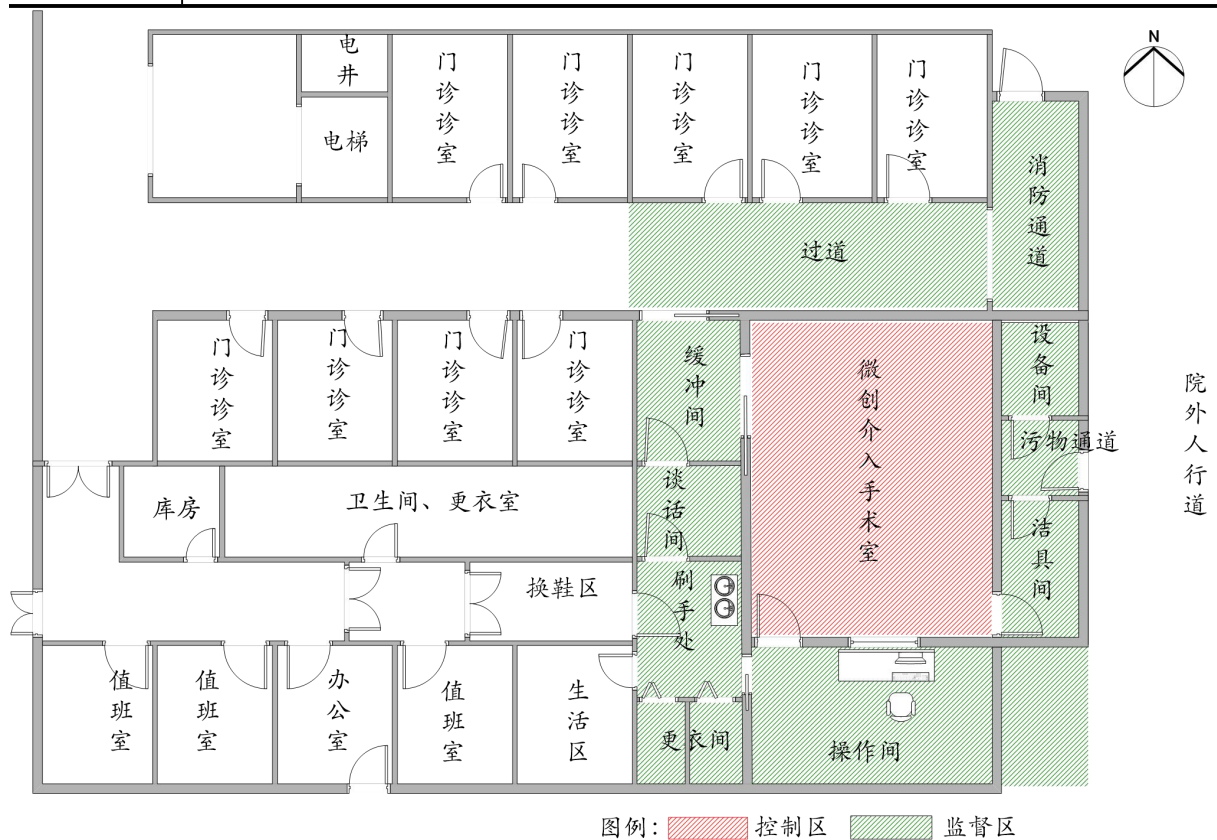 N
电井
门诊诊室
门诊诊室
门诊诊室
门诊诊室
门诊诊室
电梯
消防通道
过道
门诊诊室
门诊诊室
门诊诊室
门诊诊室
缓冲间
微创介入手术室
设备间
污物通道
院外人行道
库房
卫生间、更衣室
谈话间
洁具间
换鞋区
刷手处
值班室
值班室
办公室
值班室
生活区
更衣间
操作间
图例：
控制区
监督区